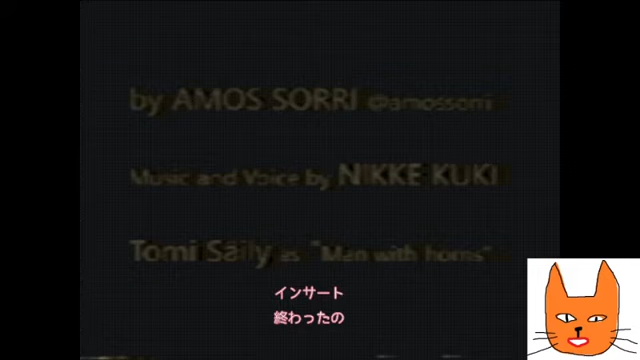 by AMOS SORRI @amossorri
Music and Voice by NIKKE KUKI
Tomi Säily as "Man with horns"
インサート
終わったの